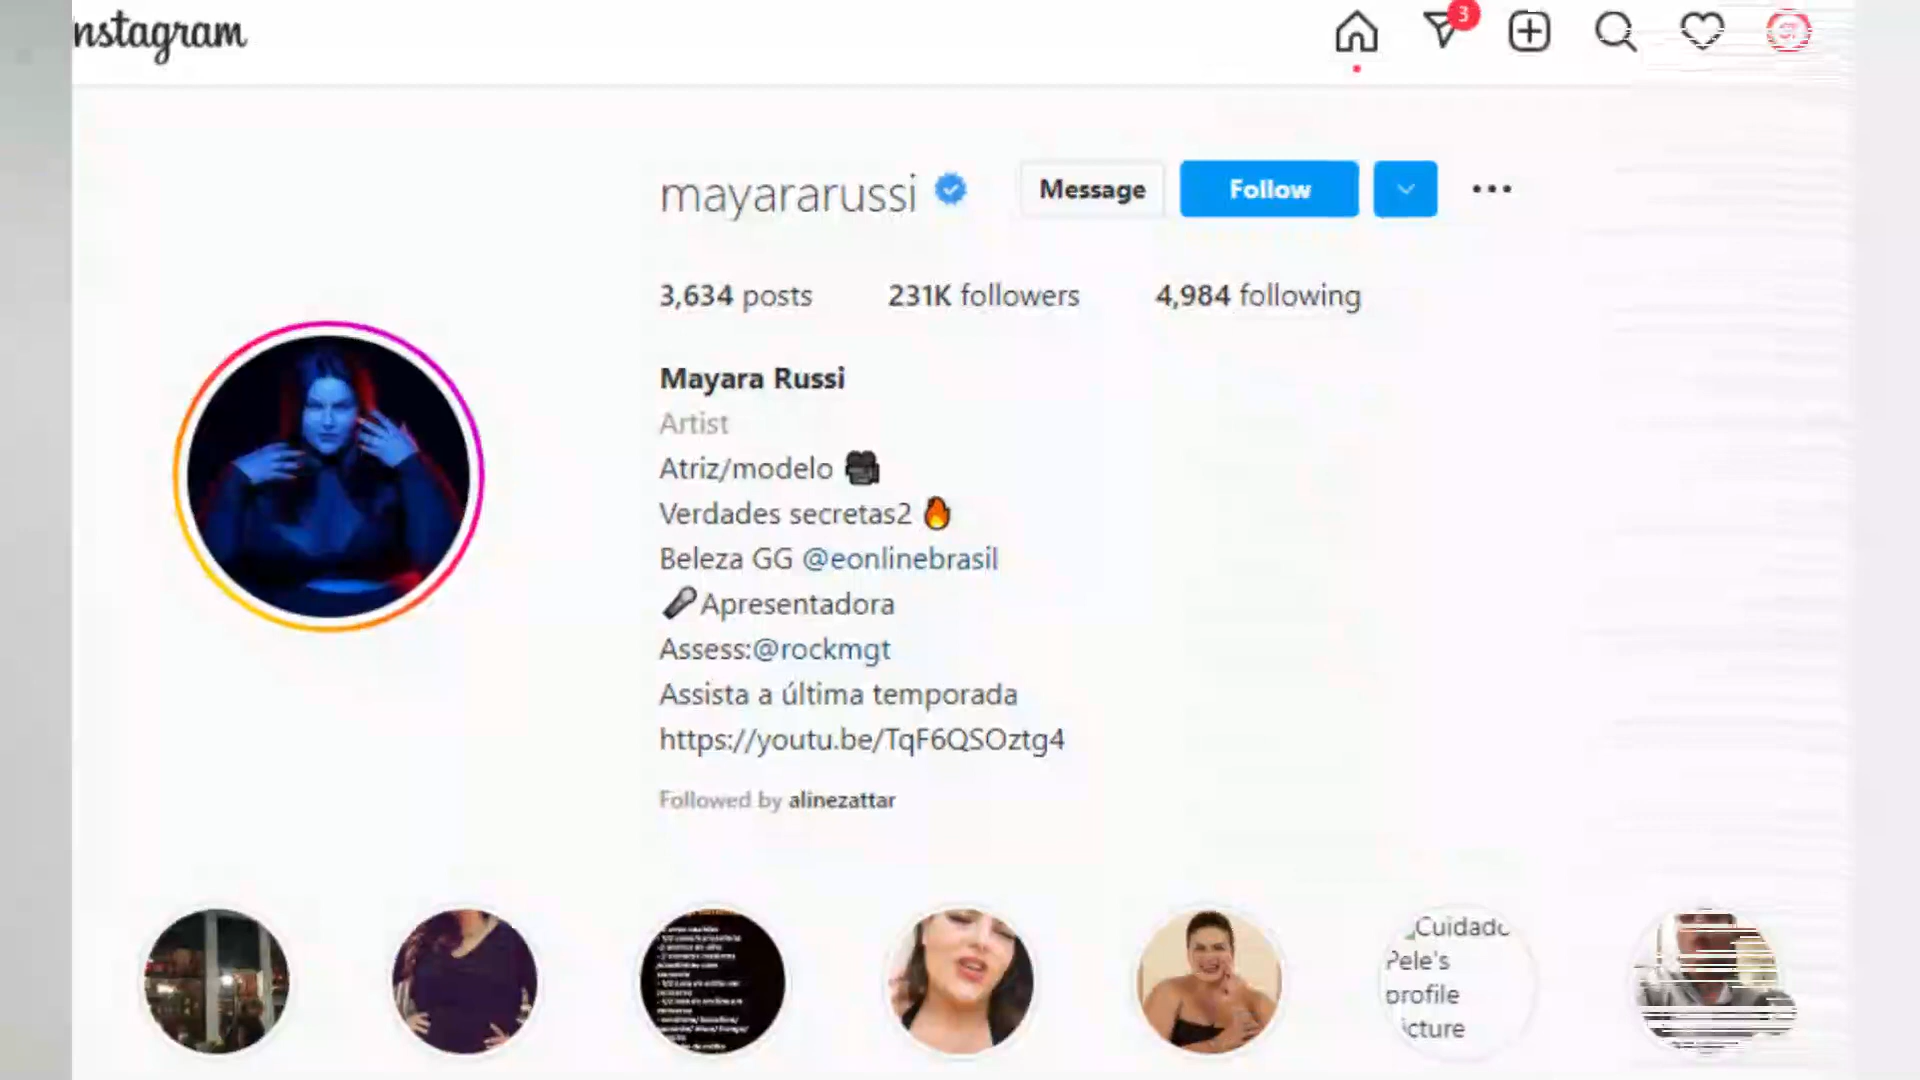 nstagram
3
mayararussi
Message
Follow
3,634 posts
231K followers
4,984 following
Mayara Russi
Artist
Atriz/modelo
Verdades secretas2
Beleza GG @eonlinebrasil
Apresentadora
Assess:@rockmgt
Assista a última temporada
https://youtu.be/TqF6QSOztg4
Followed by alinezattar
Cuidado
Pele's
profile
icture